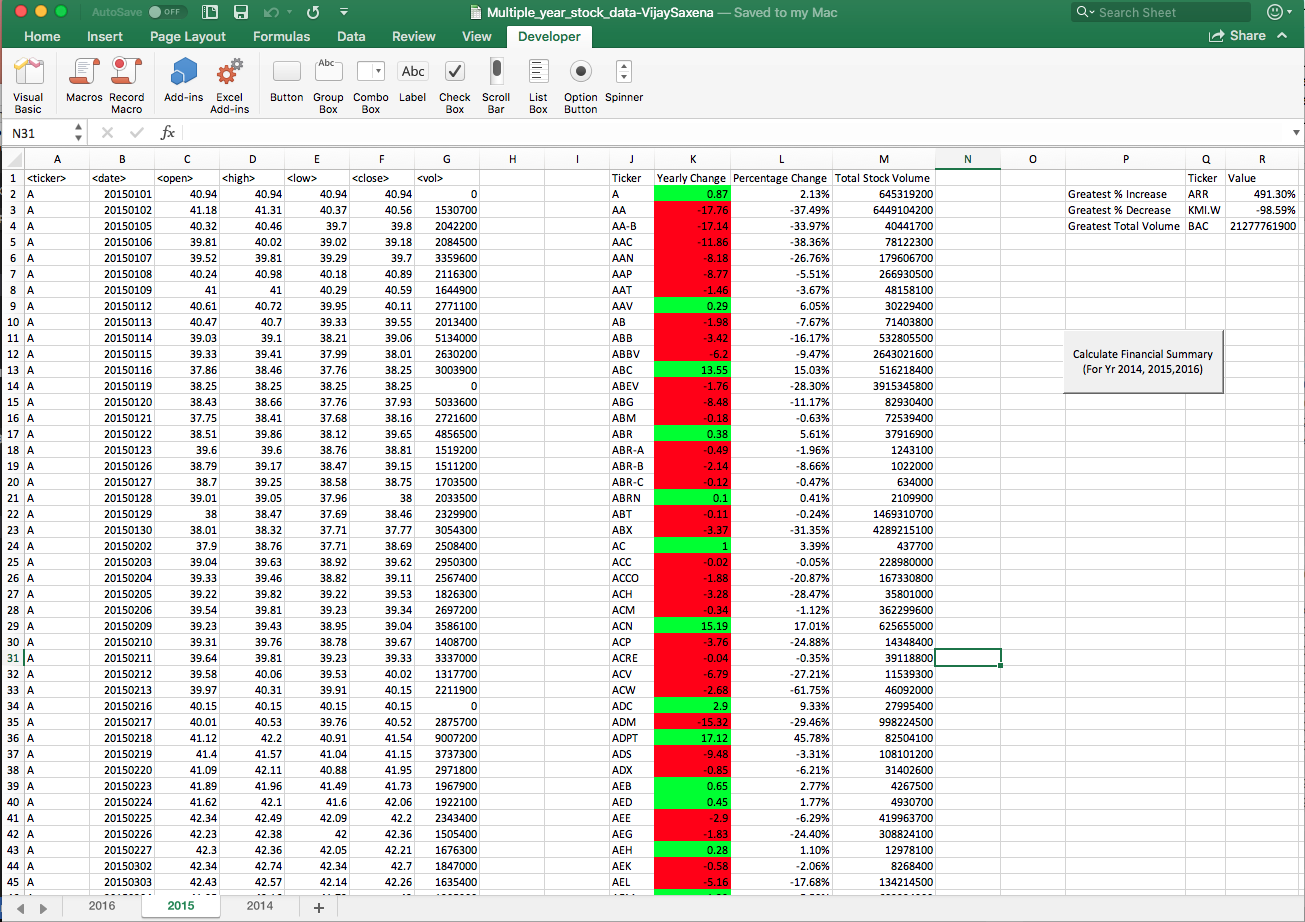 AutoSave OFF Multiple_year_stock_data-VijaySaxena — Saved to my Mac Search Sheet
Home Insert Page Layout Formulas Data Review View Developer Share
Visual Basic Macros Record Macro Add-ins Excel Add-ins Button Group Box Combo Box Label Check Box Scroll Bar List Box Option Button Spinner
Abc Abc
N31 fx
A B C D E F G H I J K L M N O P Q R
1 <ticker> <date> <open> <high> <low> <close> <vol> Ticker Yearly Change Percentage Change Total Stock Volume Ticker Value
2 A 20150101 40.94 40.94 40.94 40.94 0 A 0.87 2.13% 645319200 Greatest % Increase ARR 491.30%
3 A 20150102 41.18 41.31 40.37 40.56 1530700 AA -17.76 -37.49% 6449104200 Greatest % Decrease KMI.W -98.59%
4 A 20150105 40.32 40.46 39.7 39.8 2042200 AA-B -17.14 -33.97% 40441700 Greatest Total Volume BAC 21277761900
5 A 20150106 39.81 40.02 39.02 39.18 2084500 AAC -11.86 -38.36% 78122300
6 A 20150107 39.52 39.81 39.29 39.7 3359600 AAN -8.18 -26.76% 179606700
7 A 20150108 40.24 40.98 40.18 40.89 2116300 AAP -8.77 -5.51% 266930500
8 A 20150109 41 41 40.29 40.59 1644900 AAT -1.46 -3.67% 48158100
9 A 20150112 40.61 40.72 39.95 40.11 2771100 AAV 0.29 6.05% 30229400
10 A 20150113 40.47 40.7 39.33 39.55 2013400 AB -1.98 -7.67% 71403800
11 A 20150114 39.03 39.1 38.21 39.06 5134000 ABB -3.42 -16.17% 532805500
12 A 20150115 39.33 39.41 37.99 38.01 2630200 ABBV -6.2 -9.47% 2643021600 Calculate Financial Summary
13 A 20150116 37.86 38.46 37.76 38.25 3003900 ABC 13.55 15.03% 516218400 (For Yr 2014, 2015,2016)
14 A 20150119 38.25 38.25 38.25 38.25 0 ABEV -1.76 -28.30% 3915345800
15 A 20150120 38.43 38.66 37.76 37.93 5033600 ABG -8.48 -11.17% 82930400
16 A 20150121 37.75 38.41 37.68 38.16 2721600 ABM -0.18 -0.63% 72539400
17 A 20150122 38.51 39.86 38.12 39.65 4856500 ABR 0.38 5.61% 37916900
18 A 20150123 39.6 39.6 38.76 38.81 1519200 ABR-A -0.49 -1.96% 1243100
19 A 20150126 38.79 39.17 38.47 39.15 1511200 ABR-B -2.14 -8.66% 1022000
20 A 20150127 38.7 39.25 38.58 38.75 1703500 ABR-C -0.12 -0.47% 634000
21 A 20150128 39.01 39.05 37.96 38 2033500 ABRN 0.1 0.41% 2109900
22 A 20150129 38 38.47 37.69 38.46 2329900 ABT -0.11 -0.24% 1469310700
23 A 20150130 38.01 38.32 37.71 37.77 3054300 ABX -3.37 -31.35% 4289215100
24 A 20150202 37.9 38.76 37.71 38.69 2508400 AC 1 3.39% 437700
25 A 20150203 39.04 39.63 38.92 39.62 2950300 ACC -0.02 -0.05% 228980000
26 A 20150204 39.33 39.46 38.82 39.11 2567400 ACCO -1.88 -20.87% 167330800
27 A 20150205 39.22 39.82 39.22 39.53 1826300 ACH -3.28 -28.47% 35801000
28 A 20150206 39.54 39.81 39.23 39.34 2697200 ACM -0.34 -1.12% 362299600
29 A 20150209 39.23 39.43 38.95 39.04 3586100 ACN 15.19 17.01% 625655000
30 A 20150210 39.31 39.76 38.78 39.67 1408700 ACP -3.76 -24.88% 14348400
31 A 20150211 39.64 39.81 39.23 39.33 3337000 ACRE -0.04 -0.35% 39118800
32 A 20150212 39.58 40.06 39.53 40.02 1317700 ACV -6.79 -27.21% 11539300
33 A 20150213 39.97 40.31 39.91 40.15 2211900 ACW -2.68 -61.75% 46092000
34 A 20150216 40.15 40.15 40.15 40.15 0 ADC 2.9 9.33% 27995400
35 A 20150217 40.01 40.53 39.76 40.52 2875700 ADM -15.32 -29.46% 998224500
36 A 20150218 41.12 42.2 40.91 41.54 9007200 ADPT 17.12 45.78% 82504100
37 A 20150219 41.4 41.57 41.04 41.15 3737300 ADS -9.48 -3.31% 108101200
38 A 20150220 41.09 42.11 40.88 41.95 2971800 ADX -0.85 -6.21% 31402600
39 A 20150223 41.89 41.96 41.49 41.73 1967900 AEB 0.65 2.77% 4267500
40 A 20150224 41.62 42.1 41.6 42.06 1922100 AED 0.45 1.77% 4930700
41 A 20150225 42.34 42.49 42.09 42.2 2343400 AEE -2.9 -6.29% 419963700
42 A 20150226 42.23 42.38 42 42.36 1505400 AEG -1.83 -24.40% 308824100
43 A 20150227 42.3 42.36 42.05 42.21 1676300 AEH 0.28 1.10% 12978100
44 A 20150302 42.34 42.74 42.34 42.7 1847000 AEK -0.58 -2.06% 8268400
45 A 20150303 42.43 42.57 42.14 42.26 1635400 AEL -5.16 -17.68% 134214500
2016 2015 2014 +